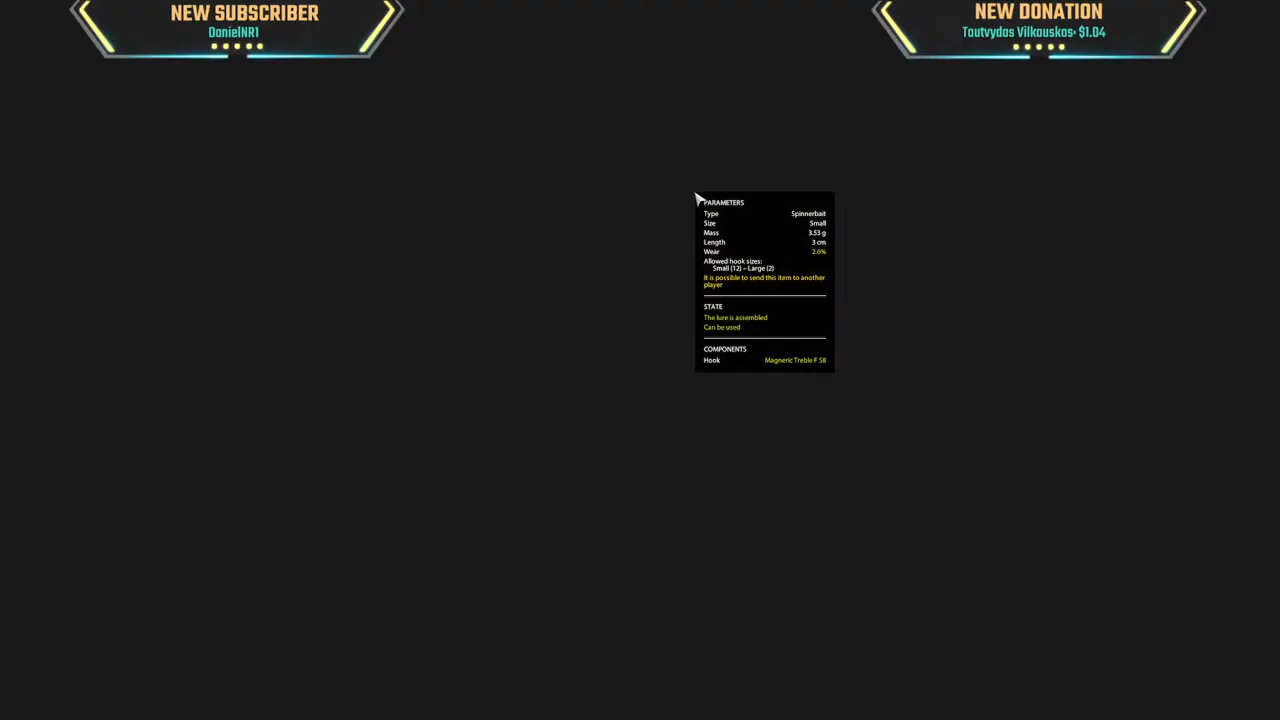 NEW SUBSCRIBER
DanielNR1
NEW DONATION
Tautvydas Vilkauskas• $1.04
PARAMETERS
Type Spinnerbait
Size Small
Mass 3.53 g
Length 3 cm
Wear 2.6%
Allowed hook sizes:
Small (12) – Large (2)
It is possible to send this item to another
player
STATE
The lure is assembled
Can be used
COMPONENTS
Hook Magneric Treble F S8